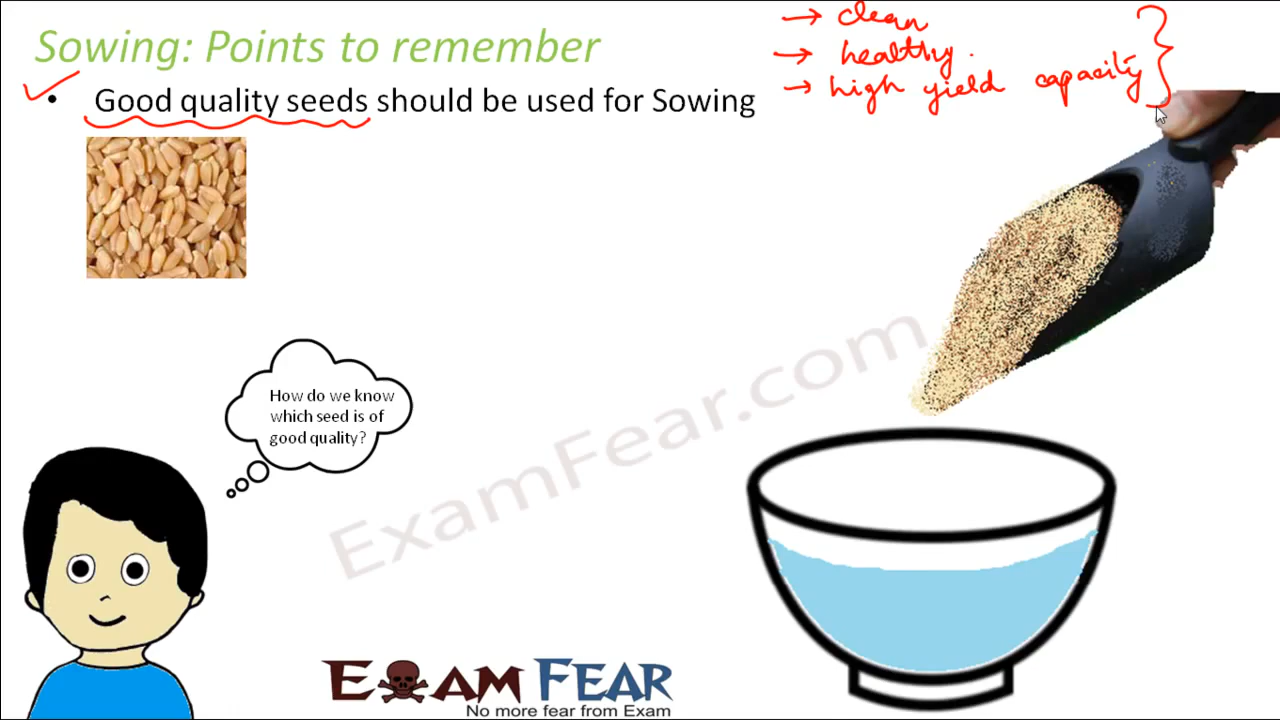 Sowing: Points to remember
→ clean
→ healthy.
→ high yield capacity
• Good quality seeds should be used for Sowing
How do we know
which seed is of
good quality?
ExamFear.com
EXAM FEAR
No more fear from Exam